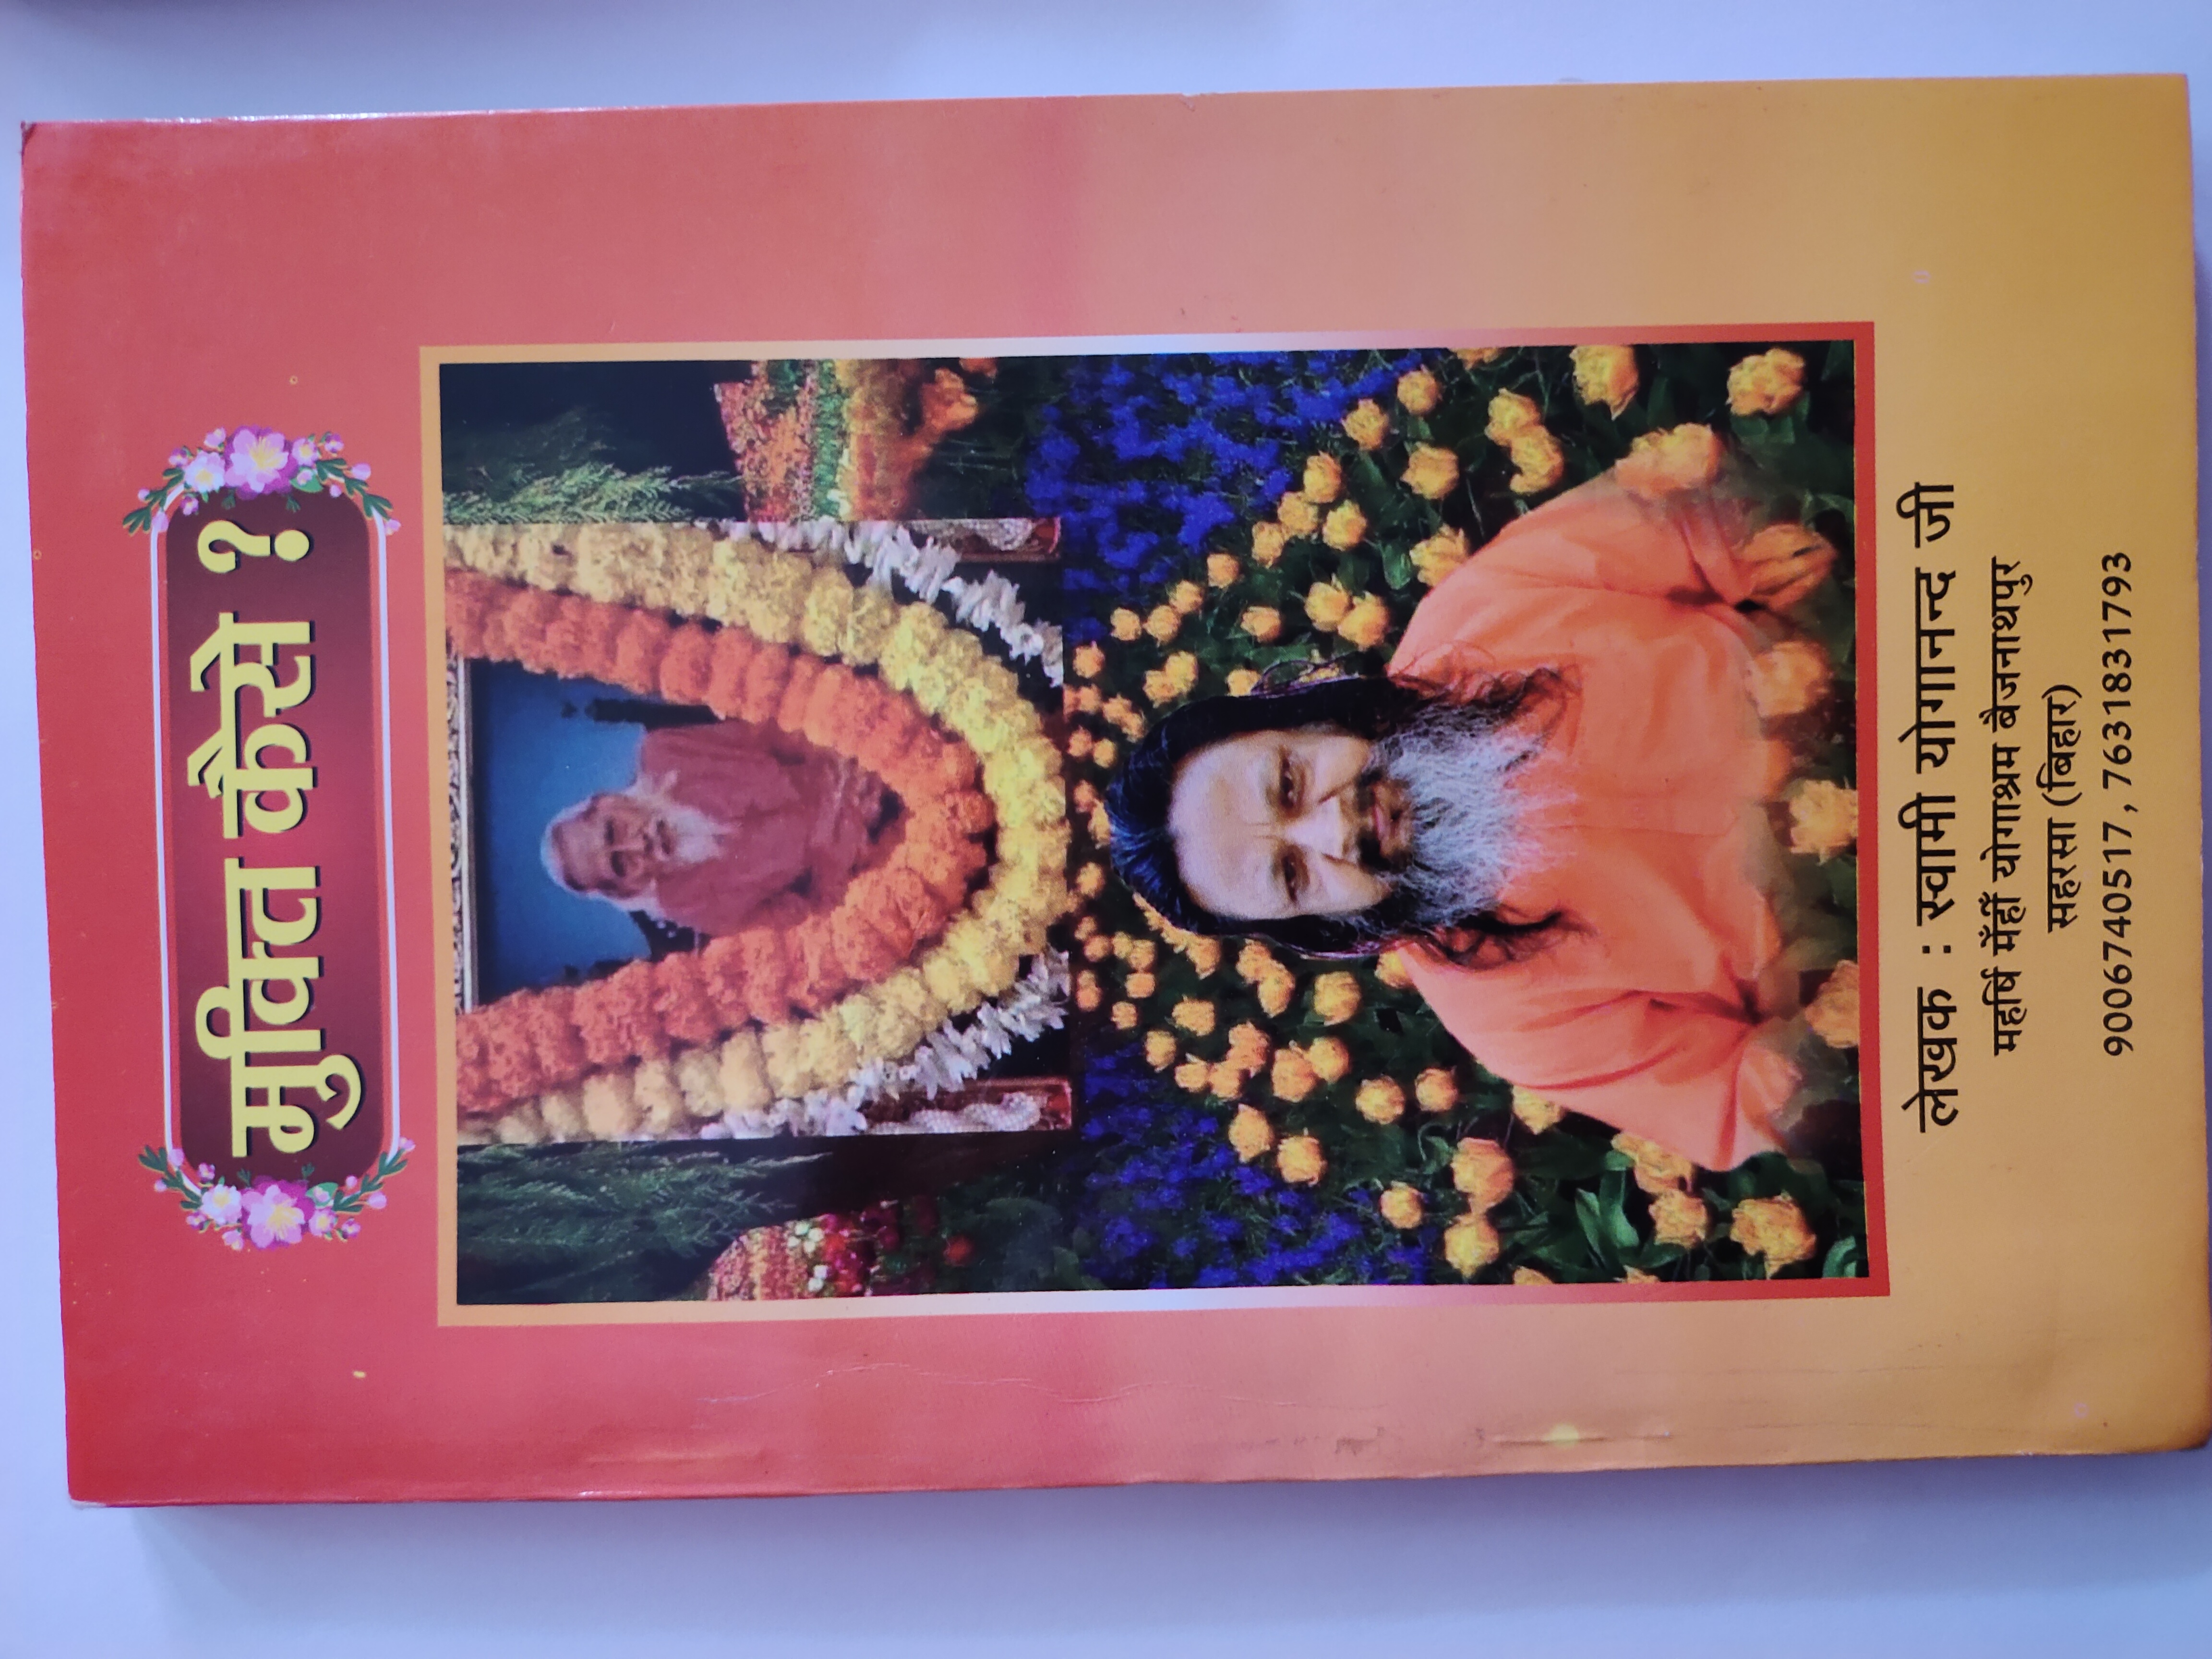 मुक्ति कैसे ?
लेखक : स्वामी योगानन्द जी
महर्षि मेँहीँ योगाश्रम बैजनाथपुर
सहरसा (बिहार)
9006740517, 7631831793